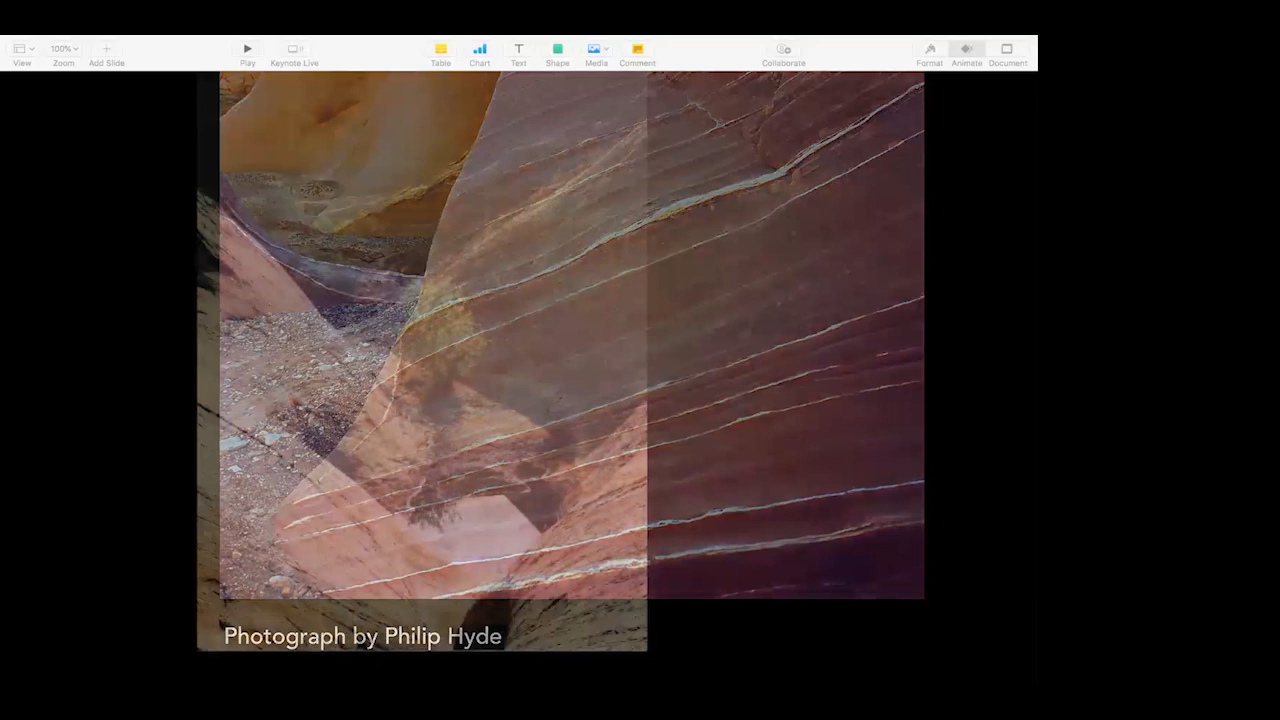 100%
View Zoom Add Slide Play Keynote Live Table Chart Text Shape Media Comment Collaborate Format Animate Document
Photograph by Philip Hyde